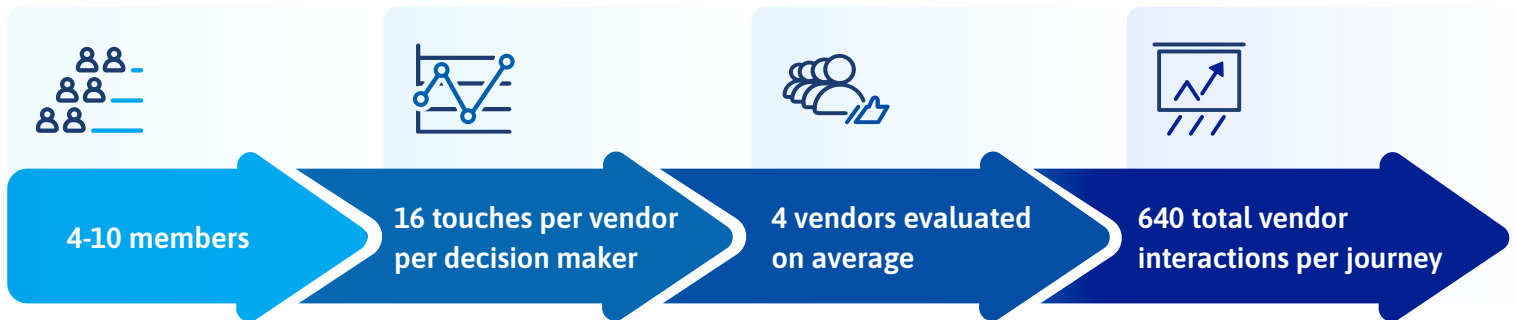 4-10 members
16 touches per vendor
per decision maker
4 vendors evaluated
on average
640 total vendor
interactions per journey